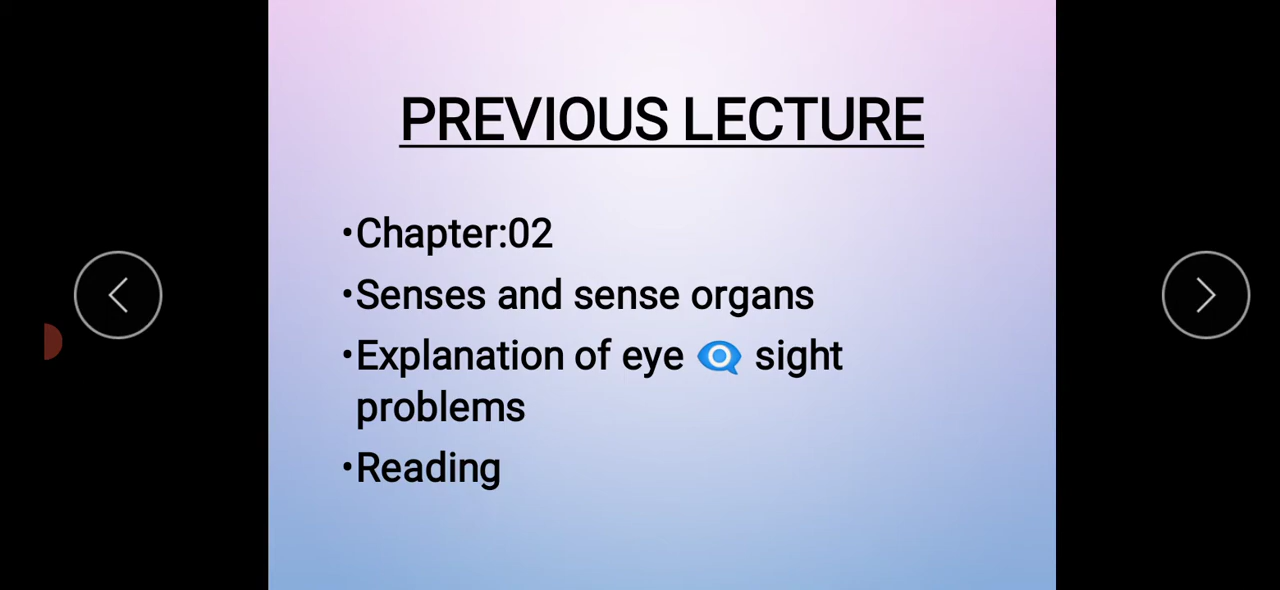 PREVIOUS LECTURE
•Chapter:02
•Senses and sense organs
•Explanation of eye 👁️‍🗨️ sight
problems
•Reading